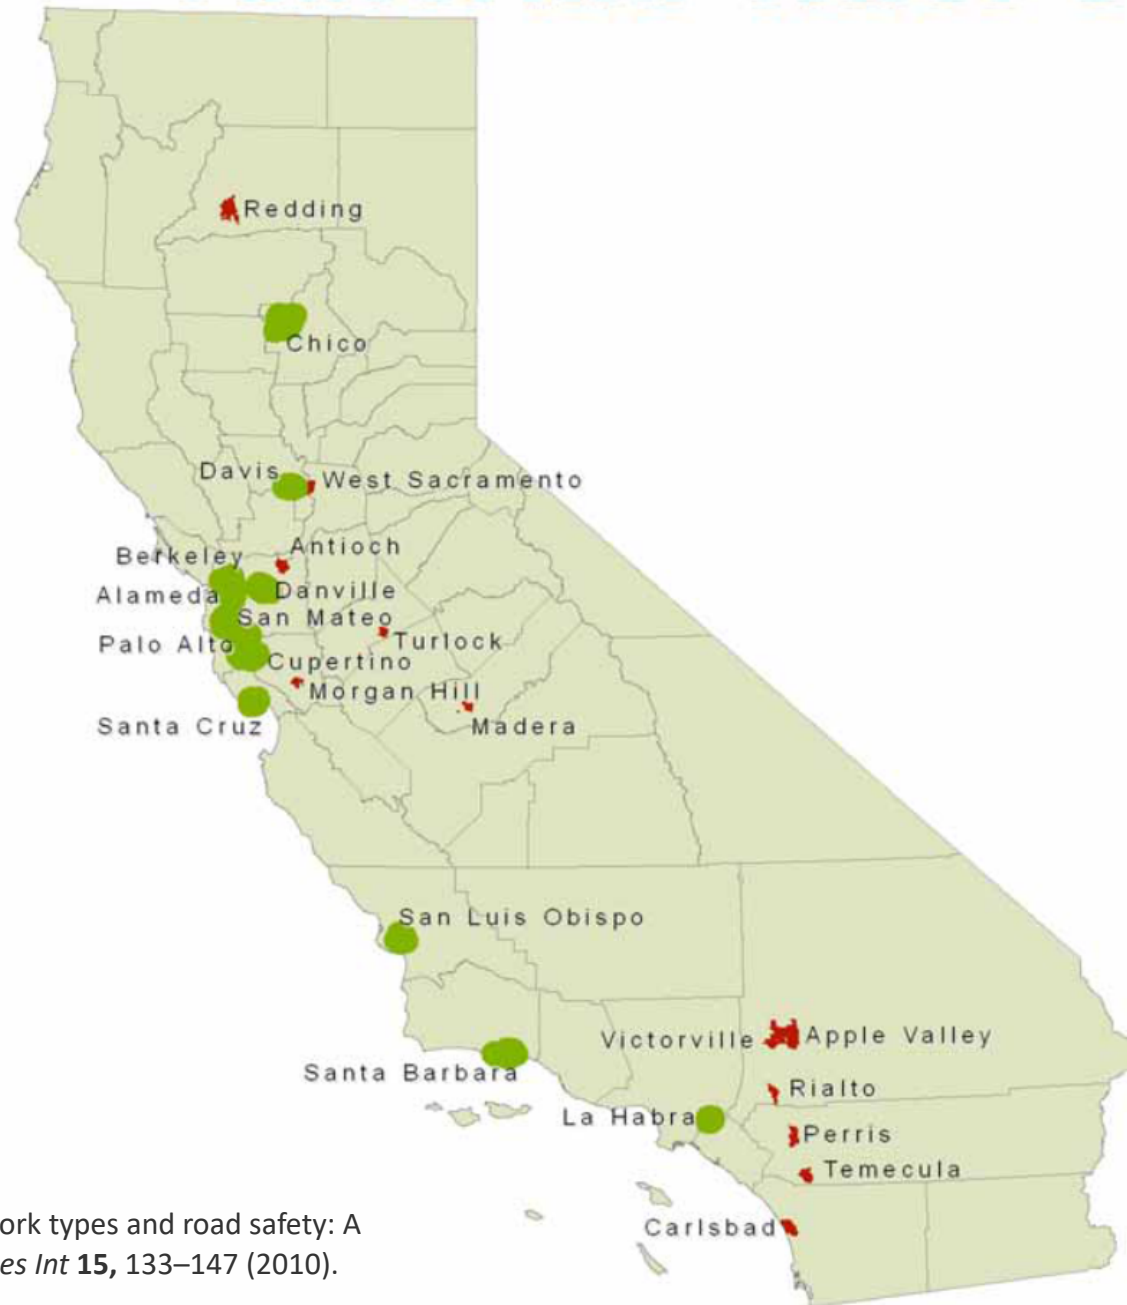 Redding
Chico
Davis
West Sacramento
Antioch
Berkeley
Danville
Alameda
San Mateo
Turlock
Palo Alto
Cupertino
Morgan Hill
Santa Cruz
Madera
San Luis Obispo
Victorville
Apple Valley
Santa Barbara
Rialto
La Habra
Perris
Temecula
Carlsbad
ork types and road safety: A
es Int 15, 133–147 (2010).